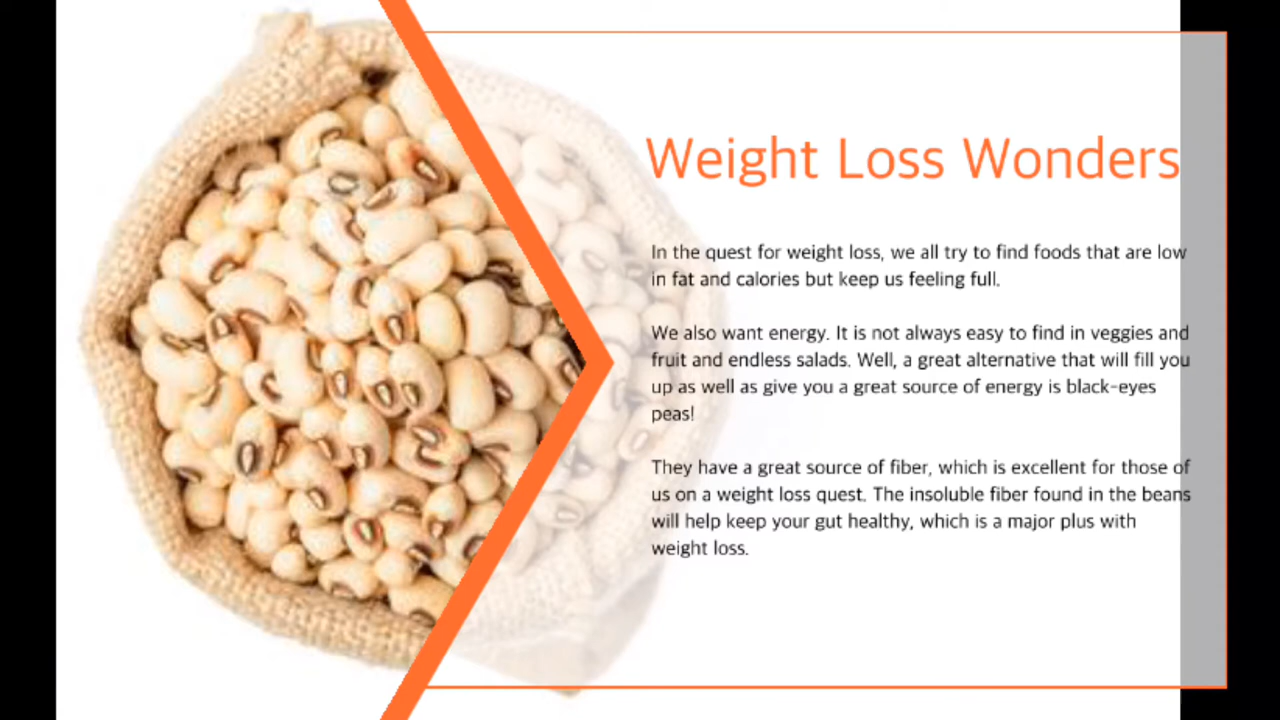 Weight Loss Wonders
In the quest for weight loss, we all try to find foods that are low
in fat and calories but keep us feeling full.
We also want energy. It is not always easy to find in veggies and
fruit and endless salads. Well, a great alternative that will fill you
up as well as give you a great source of energy is black-eyes
peas!
They have a great source of fiber, which is excellent for those of
us on a weight loss quest. The insoluble fiber found in the beans
will help keep your gut healthy, which is a major plus with
weight loss.